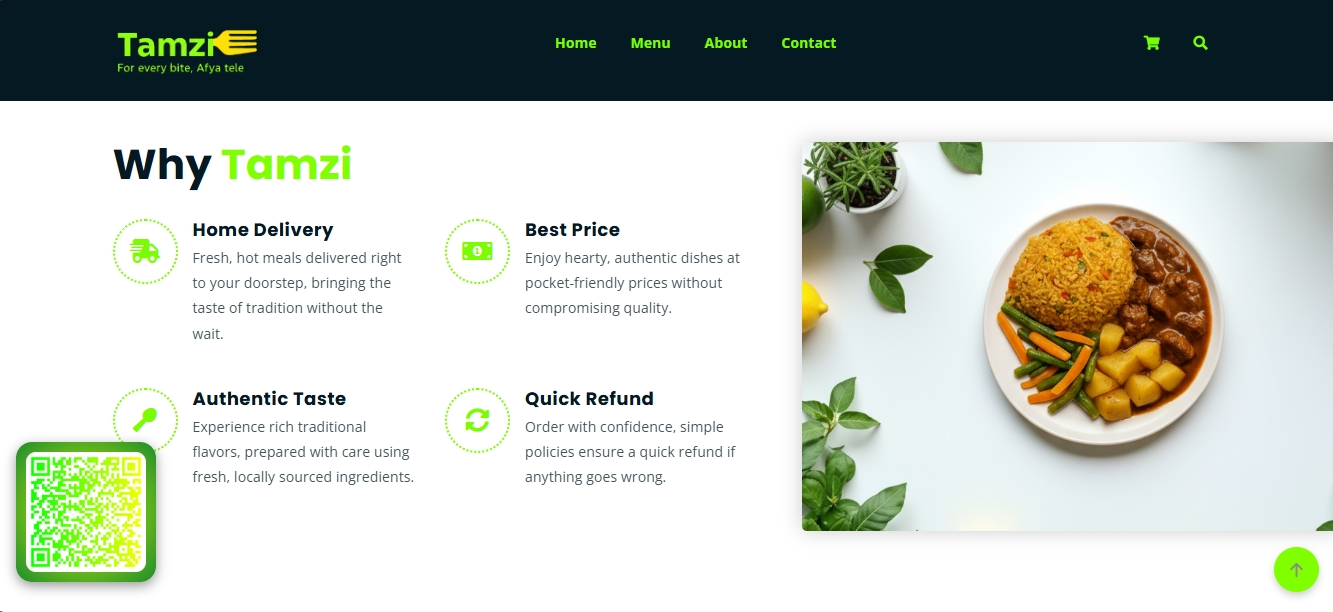 Tamzi
For every bite, Afya tele
Home Menu About Contact
Why Tamzi
Home Delivery
Fresh, hot meals delivered right
to your doorstep, bringing the
taste of tradition without the
wait.
Best Price
Enjoy hearty, authentic dishes at
pocket-friendly prices without
compromising quality.
Authentic Taste
Experience rich traditional
flavors, prepared with care using
fresh, locally sourced ingredients.
Quick Refund
Order with confidence, simple
policies ensure a quick refund if
anything goes wrong.